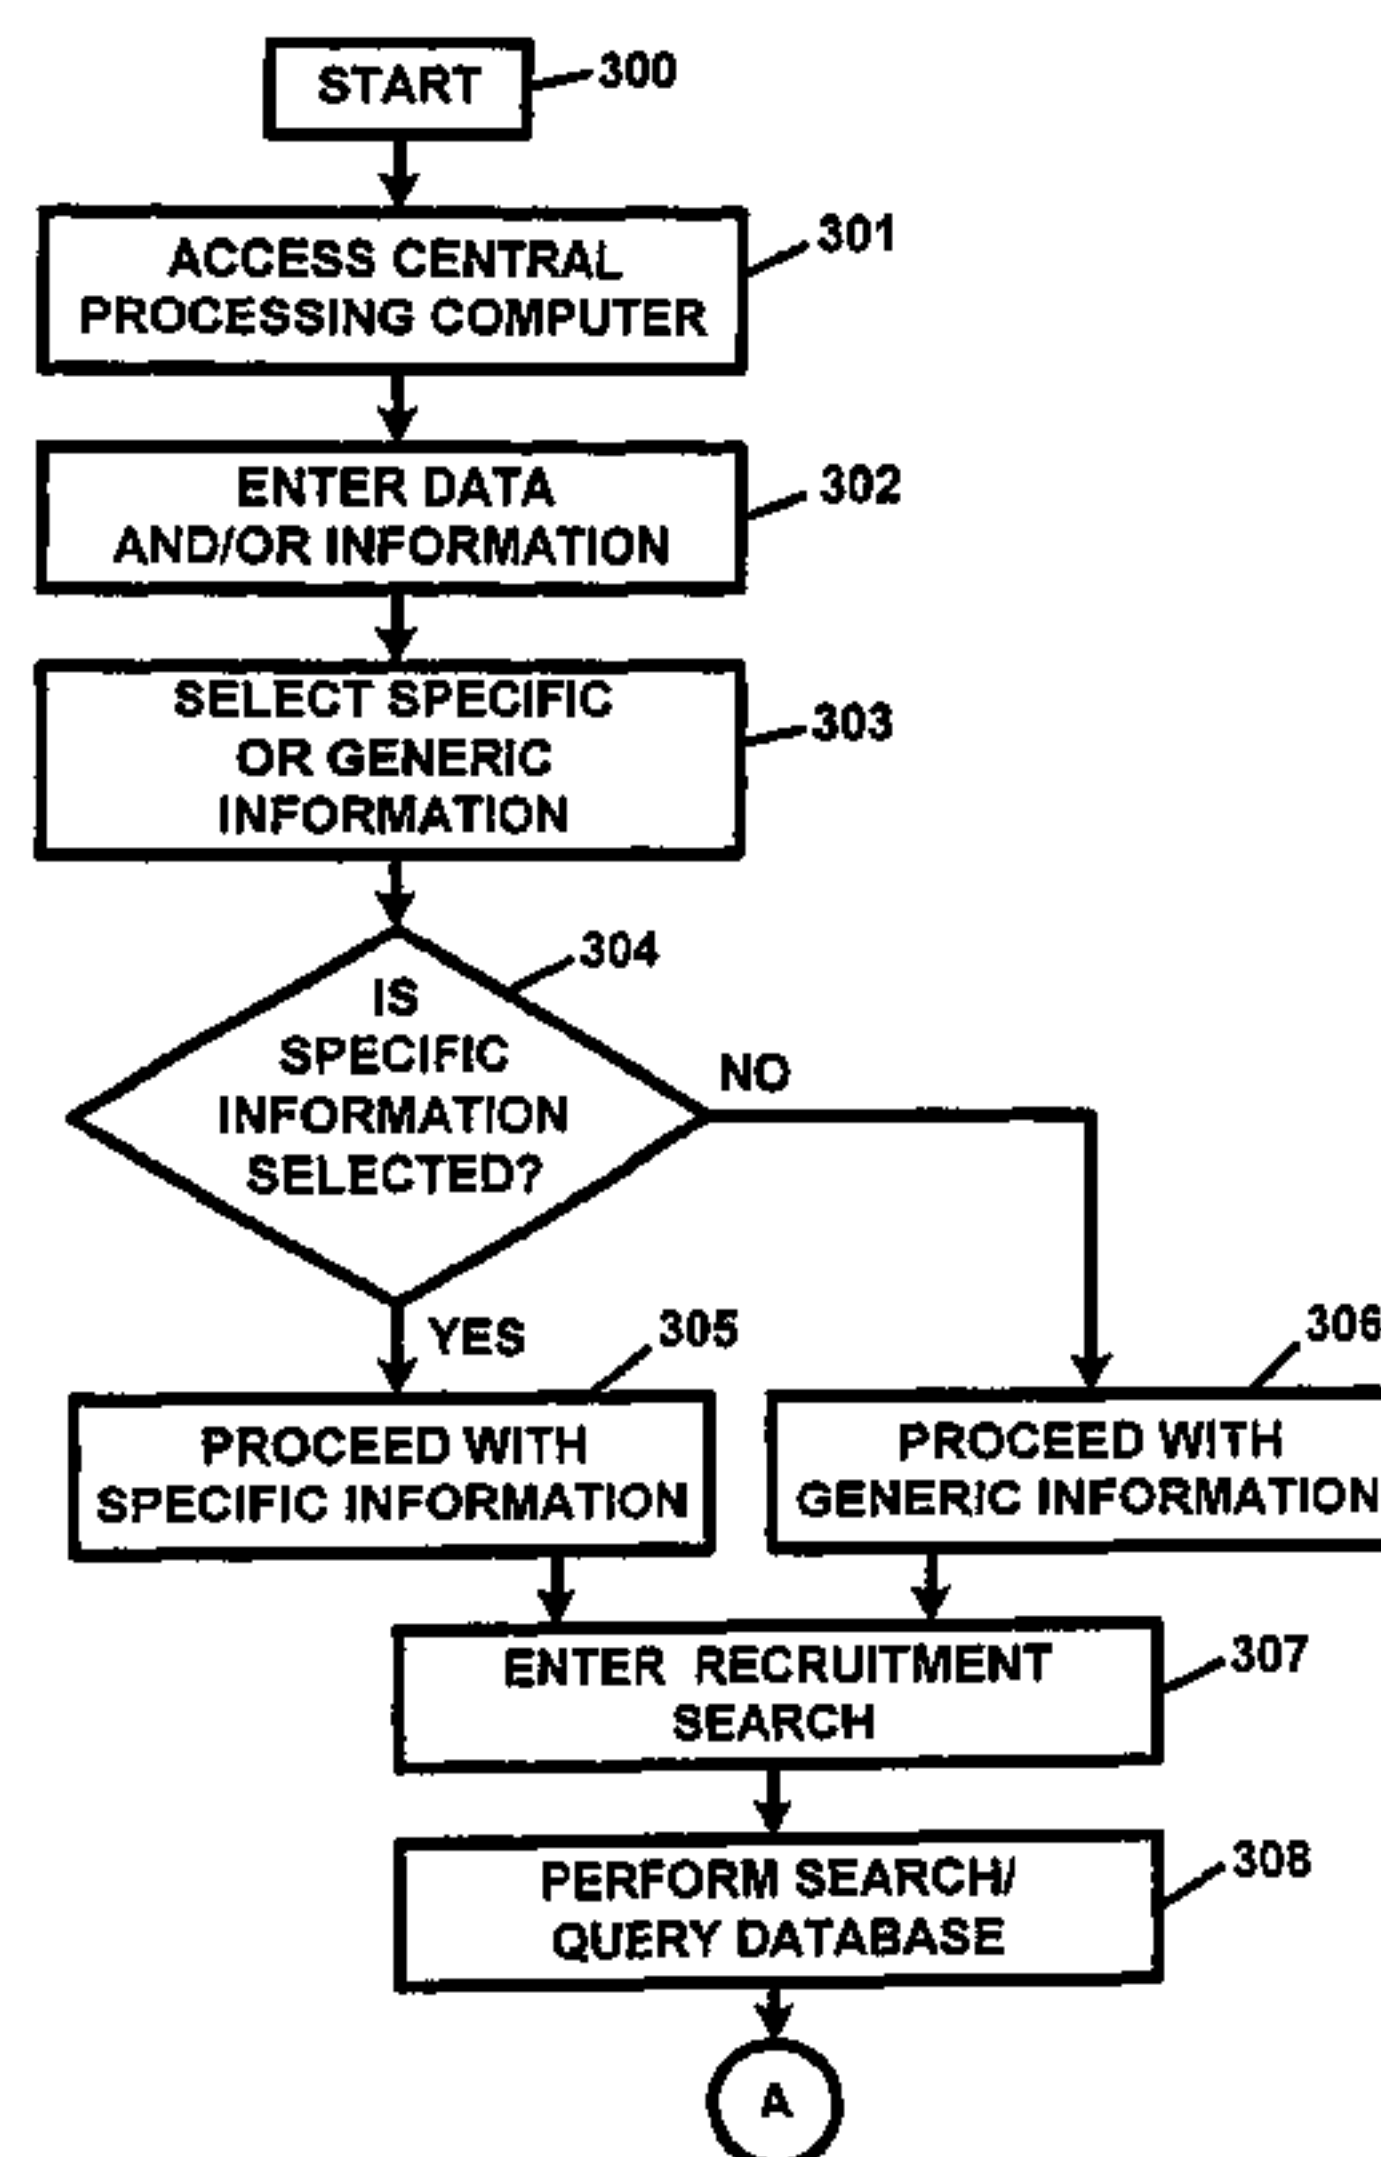 START
300
ACCESS CENTRAL
PROCESSING COMPUTER
301
ENTER DATA
AND/OR INFORMATION
302
SELECT SPECIFIC
OR GENERIC
INFORMATION
303
304
IS
SPECIFIC
INFORMATION
SELECTED?
NO
YES
305
306
PROCEED WITH
SPECIFIC INFORMATION
PROCEED WITH
GENERIC INFORMATION
ENTER RECRUITMENT
SEARCH
307
PERFORM SEARCH/
QUERY DATABASE
308
A